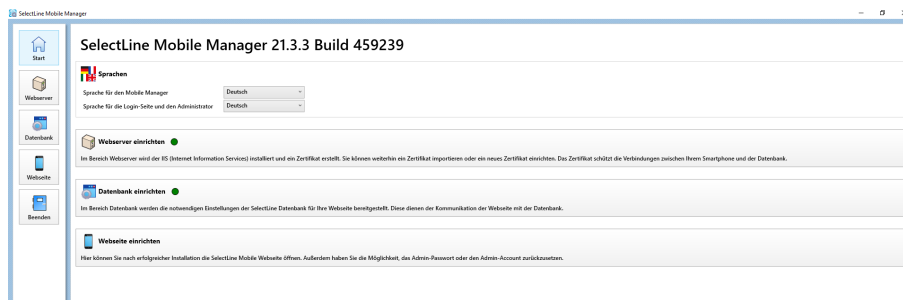 SelectLine Mobile Manager
Start
Webserver
Datenbank
Webseite
Beenden
SelectLine Mobile Manager 21.3.3 Build 459239
Sprachen
Sprache für den Mobile Manager Deutsch
Sprache für die Login-Seite und den Administrator Deutsch
Webserver einrichten
Im Bereich Webserver wird der IIS (Internet Information Services) installiert und ein Zertifikat erstellt. Sie können weiterhin ein Zertifikat importieren oder ein neues Zertifikat einrichten. Das Zertifikat schützt die Verbindungen zwischen Ihrem Smartphone und der Datenbank.
Datenbank einrichten
Im Bereich Datenbank werden die notwendigen Einstellungen der SelectLine Datenbank für Ihre Webseite bereitgestellt. Diese dienen der Kommunikation der Webseite mit der Datenbank.
Webseite einrichten
Hier können Sie nach erfolgreicher Installation die SelectLine Mobile Webseite öffnen. Außerdem haben Sie die Möglichkeit, das Admin-Passwort oder den Admin-Account zurückzusetzen.